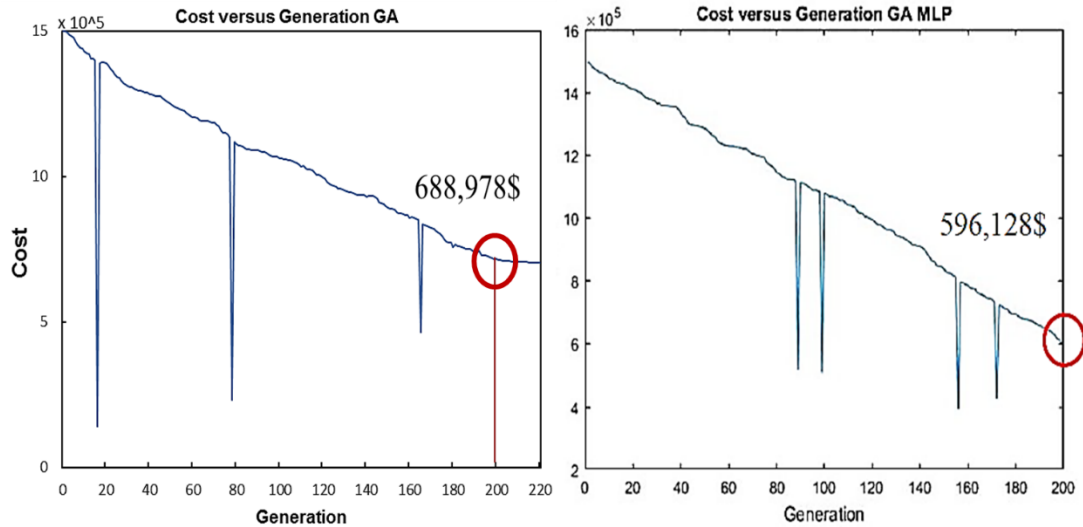 Cost versus Generation GA
x 10^5
15
10
5
0
Cost
688,978$
0 20 40 60 80 100 120 140 160 180 200 220
Generation
Cost versus Generation GA MLP
× 10⁵
16
14
12
10
8
6
4
2
596,128$
0 20 40 60 80 100 120 140 160 180 200
Generation